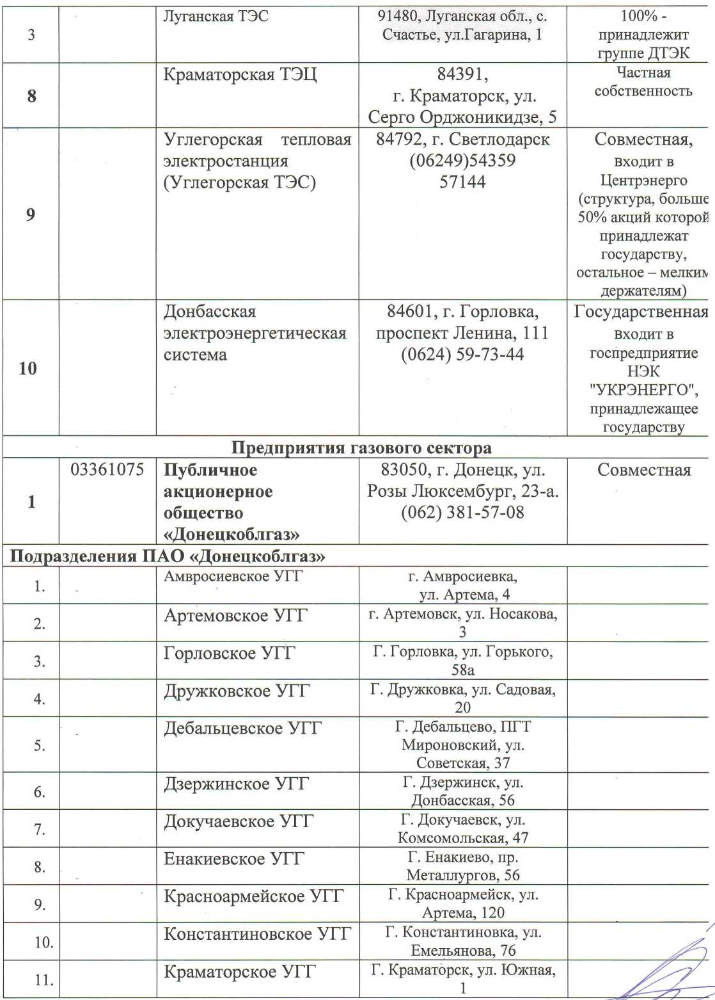 3
Луганская ТЭС
91480, Луганская обл., с.
Счастье, ул.Гагарина, 1
100% -
принадлежит
группе ДТЭК
8
Краматорская ТЭЦ
84391,
г. Краматорск, ул.
Серго Орджоникидзе, 5
Частная
собственность
9
Углегорская тепловая
электростанция
(Углегорская ТЭС)
84792, г. Светлодарск
(06249)54359
57144
Совместная,
входит в
Центрэнерго
(структура, больше
50% акций которой
принадлежат
государству,
остальное – мелким
держателям)
10
Донбасская
электроэнергетическая
система
84601, г. Горловка,
проспект Ленина, 111
(0624) 59-73-44
Государственная
входит в
госпредприятие
НЭК
"УКРЭНЕРГО",
принадлежащее
государству
Предприятия газового сектора
1
03361075
Публичное
акционерное
общество
«Донецкоблгаз»
83050, г. Донецк, ул.
Розы Люксембург, 23-а.
(062) 381-57-08
Совместная
Подразделения ПАО «Донецкоблгаз»
1.
Амвросиевское УГГ
г. Амвросиевка,
ул. Артема, 4
2.
Артемовское УГГ
г. Артемовск, ул. Носакова,
3
3.
Горловское УГГ
Г. Горловка, ул. Горького,
58а
4.
Дружковское УГГ
Г. Дружковка, ул. Садовая,
20
5.
Дебальцевское УГГ
Г. Дебальцево, ПГТ
Мироновский, ул.
Советская, 37
6.
Дзержинское УГГ
Г. Дзержинск, ул.
Донбасская, 56
7.
Докучаевское УГГ
Г. Докучаевск, ул.
Комсомольская, 47
8.
Енакиевское УГГ
Г. Енакиево, пр.
Металлургов, 56
9.
Красноармейское УГГ
Г. Красноармейск, ул.
Артема, 120
10.
Константиновское УГГ
Г. Константиновка, ул.
Емельянова, 76
11.
Краматорское УГГ
Г. Краматорск, ул. Южная,
1